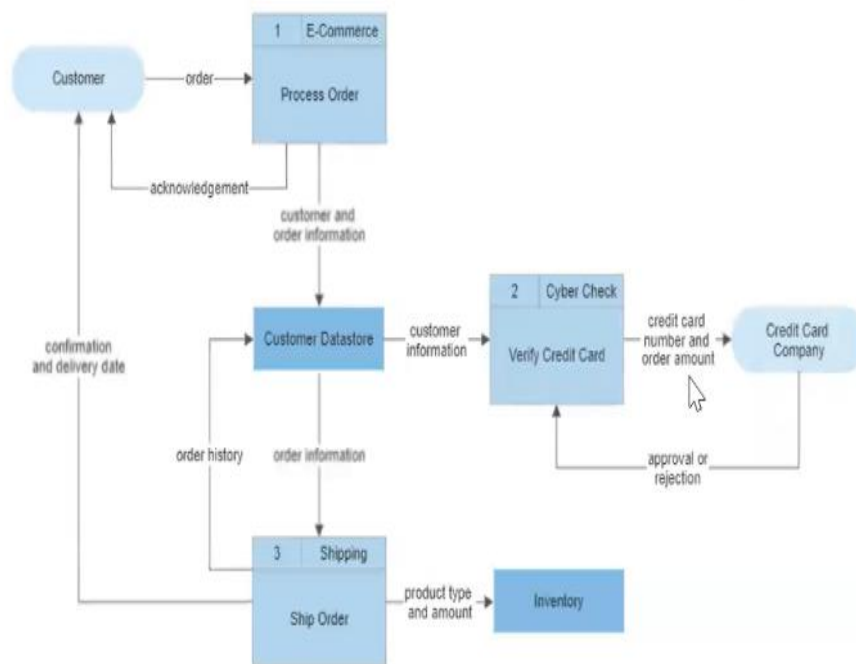 1 E-Commerce
Customer
order
Process Order
acknowledgement
customer and
order information
2 Cyber Check
credit card
number and
order amount
Credit Card
Company
Customer Datastore
customer
information
Verify Credit Card
confirmation
and delivery date
order history
order information
approval or
rejection
3 Shipping
product type
and amount
Inventory
Ship Order